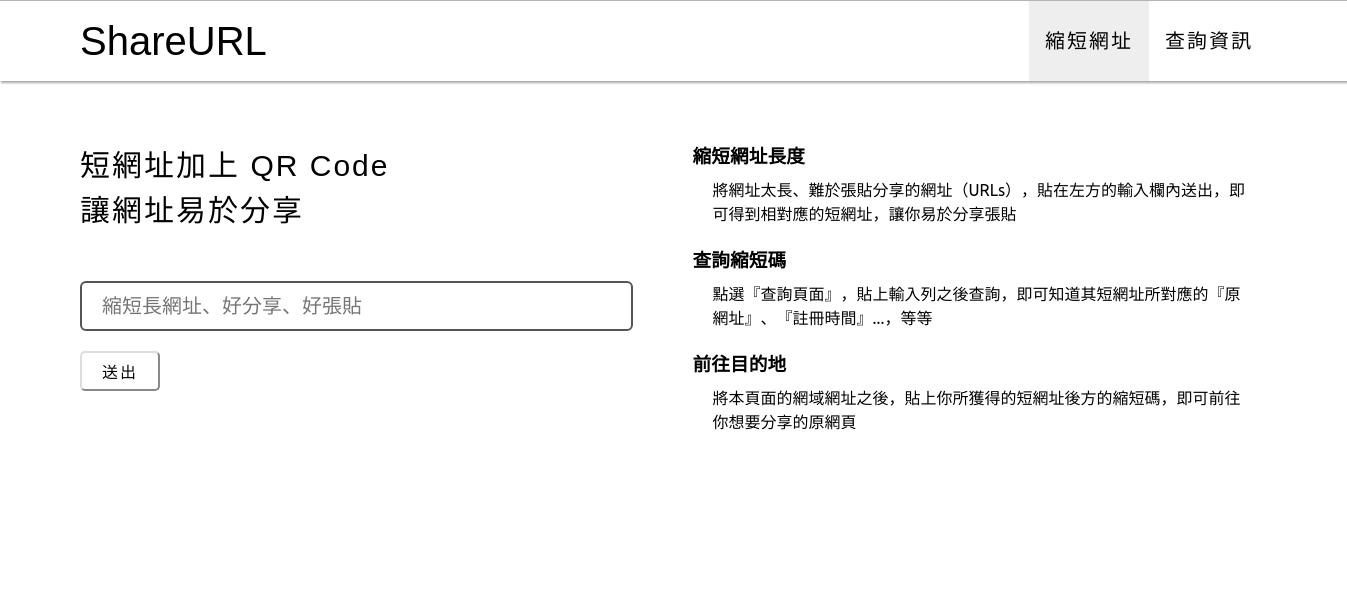 ShareURL
縮短網址
查詢資訊
短網址加上 QR Code
讓網址易於分享
縮短長網址、好分享、好張貼
送出
縮短網址長度
將網址太長、難於張貼分享的網址（URLs），貼在左方的輸入欄內送出，即
可得到相對應的短網址，讓你易於分享張貼
查詢縮短碼
點選『查詢頁面』，貼上輸入列之後查詢，即可知道其短網址所對應的『原
網址』、『註冊時間』...，等等
前往目的地
將本頁面的網域網址之後，貼上你所獲得的短網址後方的縮短碼，即可前往
你想要分享的原網頁